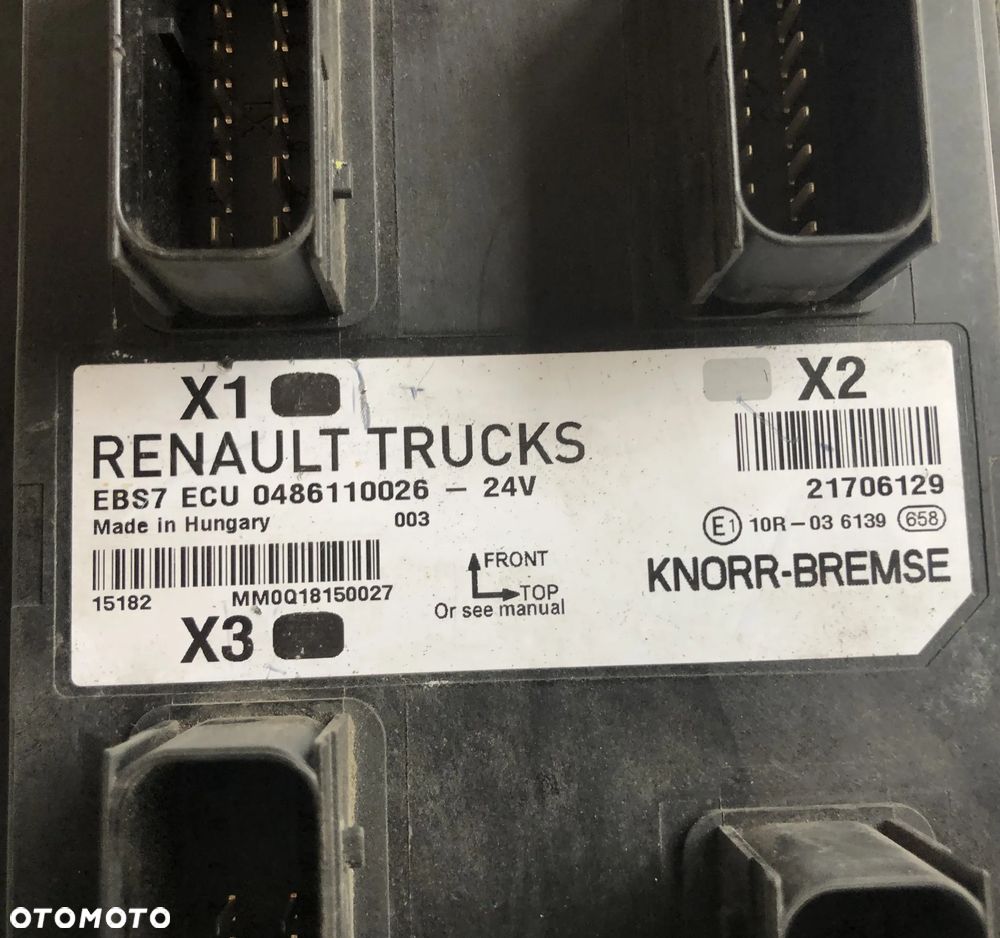 X1
X2
RENAULT TRUCKS
EBS7 ECU 0486110026 – 24V
21706129
Made in Hungary 003
E1 10R–03 6139 658
FRONT
KNORR-BREMSE
TOP
15182 MM0Q18150027
Or see manual
X3
OTOMOTO